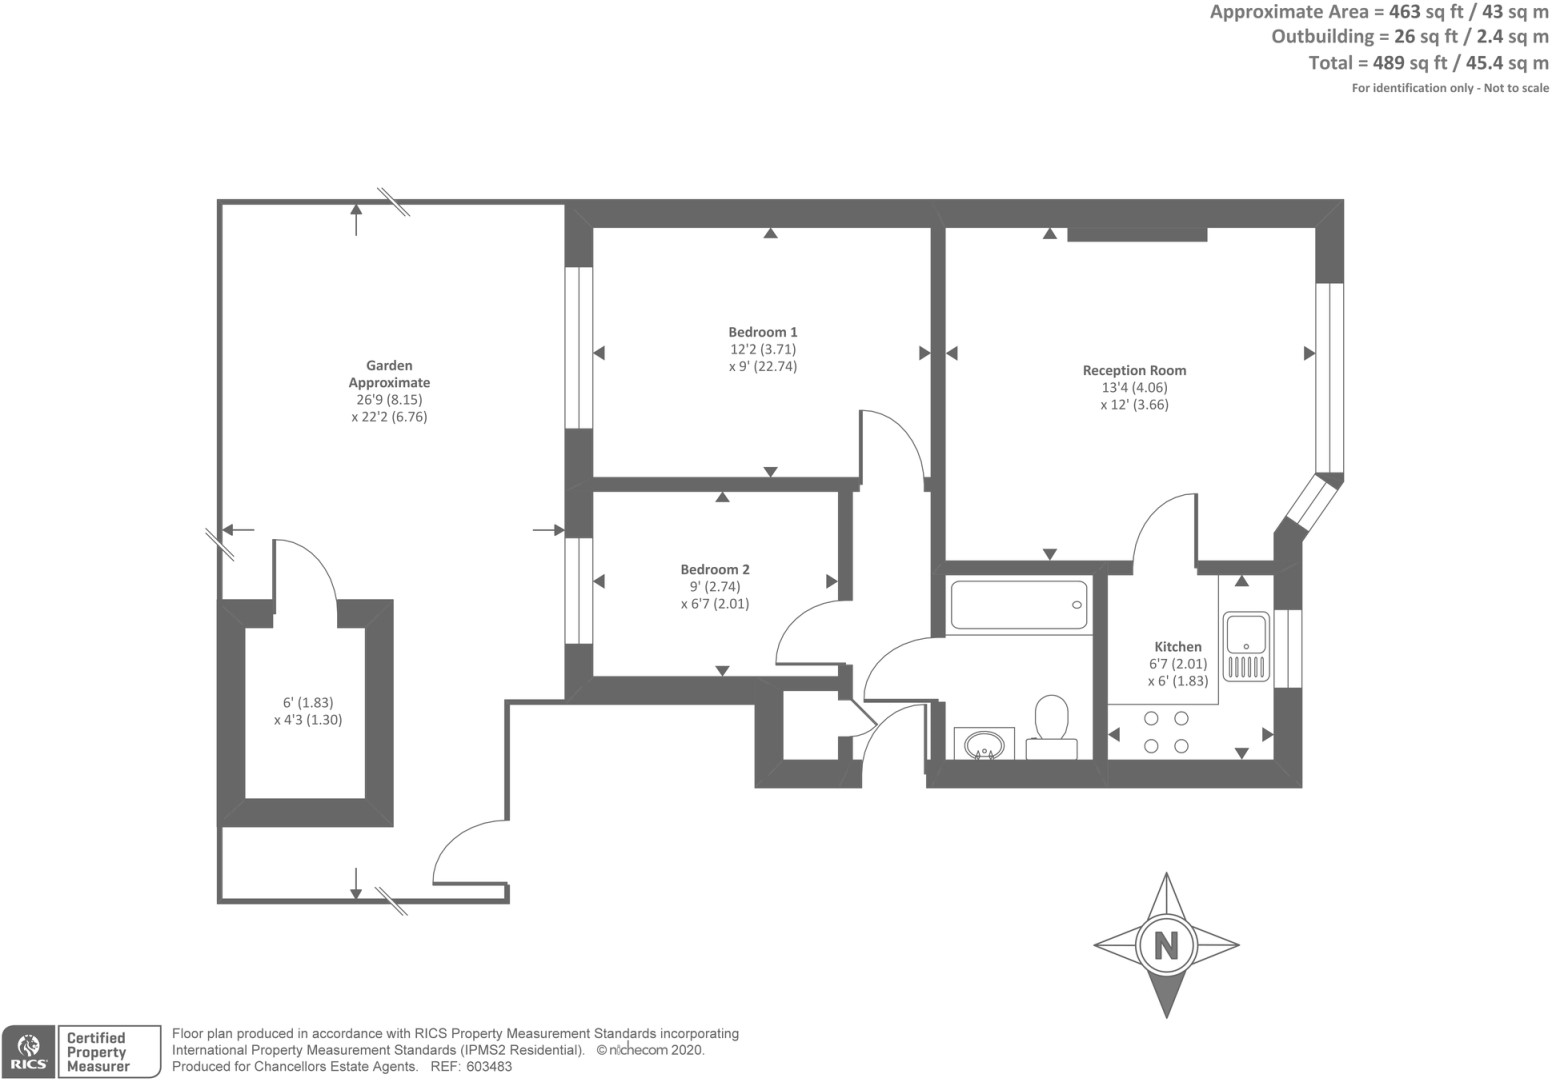 Approximate Area = 463 sq ft / 43 sq m
Outbuilding = 26 sq ft / 2.4 sq m
Total = 489 sq ft / 45.4 sq m
For identification only - Not to scale
Bedroom 1
12'2 (3.71)
x 9' (22.74)
Garden
Approximate
26'9 (8.15)
x 22'2 (6.76)
Reception Room
13'4 (4.06)
x 12' (3.66)
Bedroom 2
9' (2.74)
x 6'7 (2.01)
Kitchen
6'7 (2.01)
x 6' (1.83)
6' (1.83)
x 4'3 (1.30)
N
RICS
Certified
Property
Measurer
Floor plan produced in accordance with RICS Property Measurement Standards incorporating
International Property Measurement Standards (IPMS2 Residential). © nichecom 2020.
Produced for Chancellors Estate Agents. REF: 603483